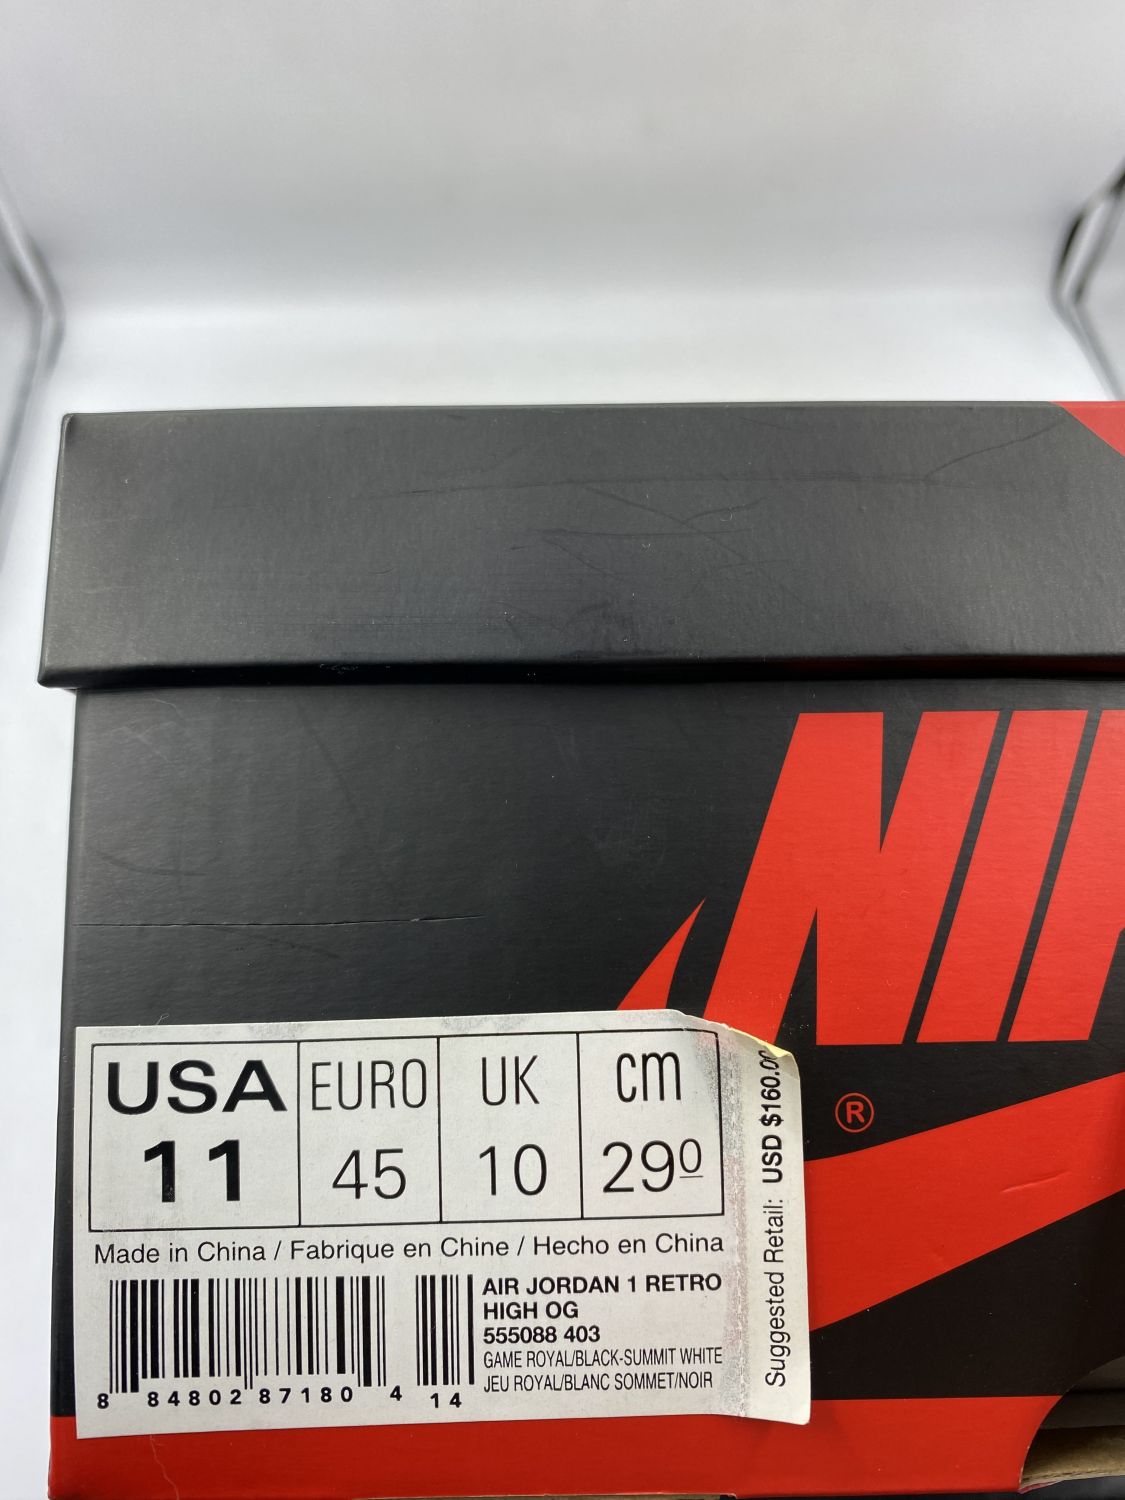 NIK
®
USA EURO UK cm
11 45 10 290
Made in China / Fabrique en Chine / Hecho en China
AIR JORDAN 1 RETRO
HIGH OG
555088 403
GAME ROYAL/BLACK-SUMMIT WHITE
JEU ROYAL/BLANC SOMMET/NOIR
8 84802 87180 4 14
Suggested Retail: USD $160.00